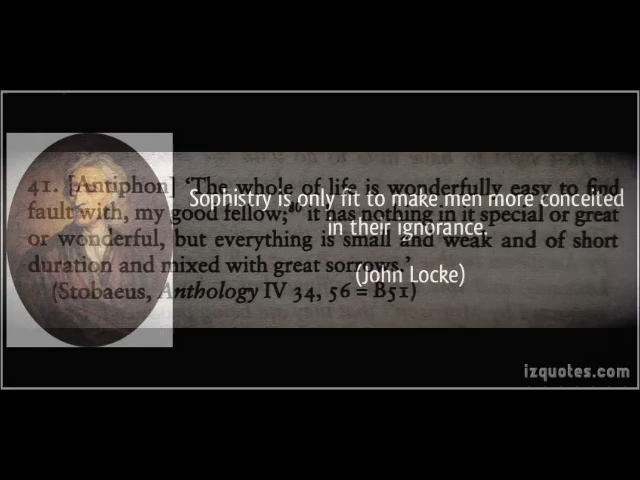 41. [Antiphon] ‘The whole of life is wonderfully easy to find
fault with, my good fellow;⁸⁰ it has nothing in it special or great
or wonderful, but everything is small and weak and of short
duration and mixed with great sorrows.’
(Stobaeus, Anthology IV 34, 56 = B51)
Sophistry is only fit to make men more conceited
in their ignorance.
(John Locke)
izquotes.com